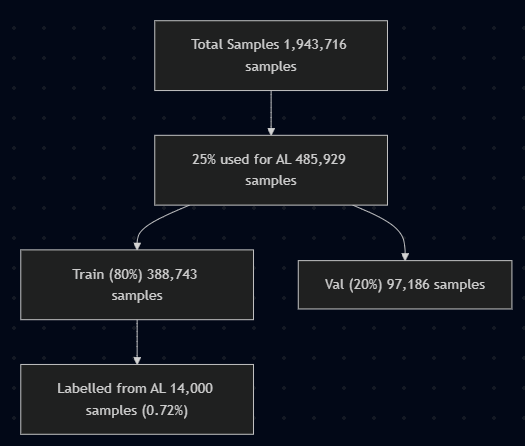 Total Samples 1,943,716
samples
25% used for AL 485,929
samples
Train (80%) 388,743
samples
Val (20%) 97,186 samples
Labelled from AL 14,000
samples (0.72%)